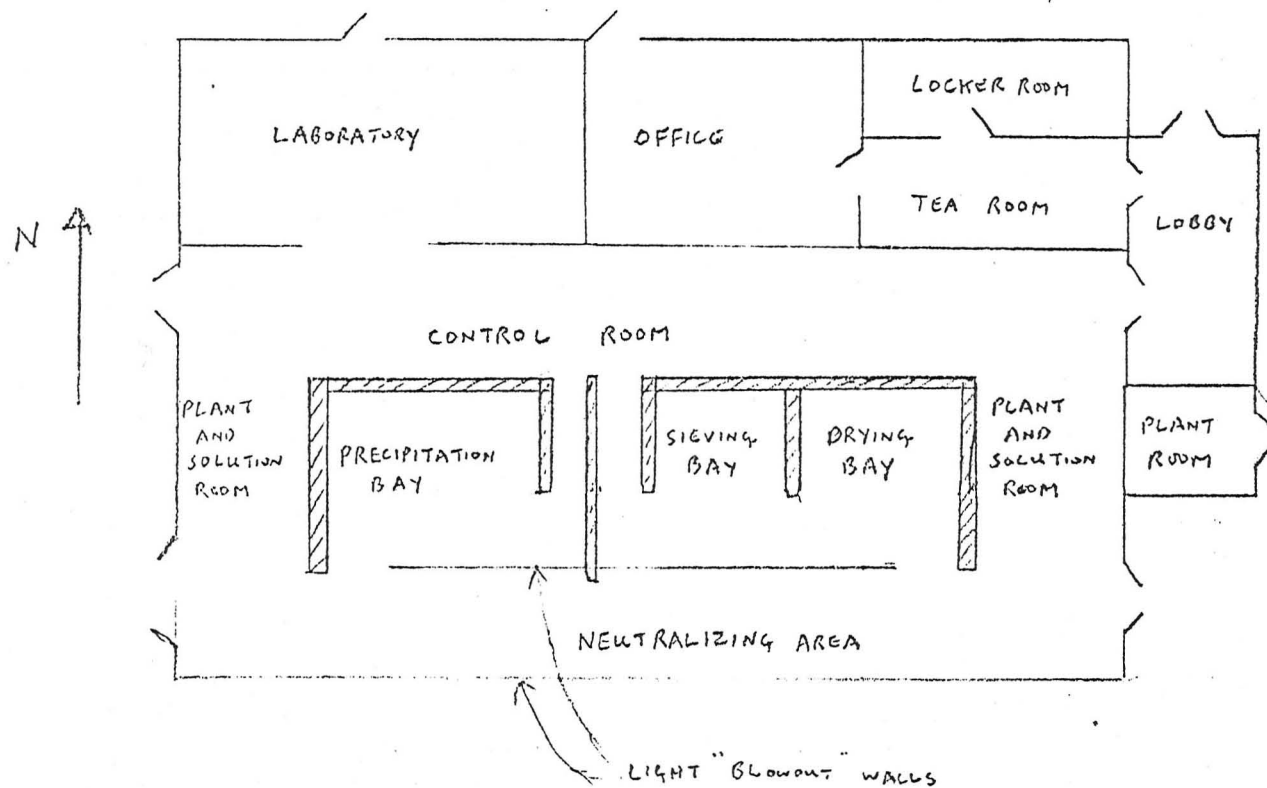 LABORATORY
OFFICE
LOCKER ROOM
TEA ROOM
LOBBY
N
CONTROL ROOM
PLANT
AND
SOLUTION
ROOM
PRECIPITATION
BAY
SIEVING
BAY
DRYING
BAY
PLANT
AND
SOLUTION
ROOM
PLANT
ROOM
NEUTRALIZING AREA
LIGHT "BLOWOUT" WALLS